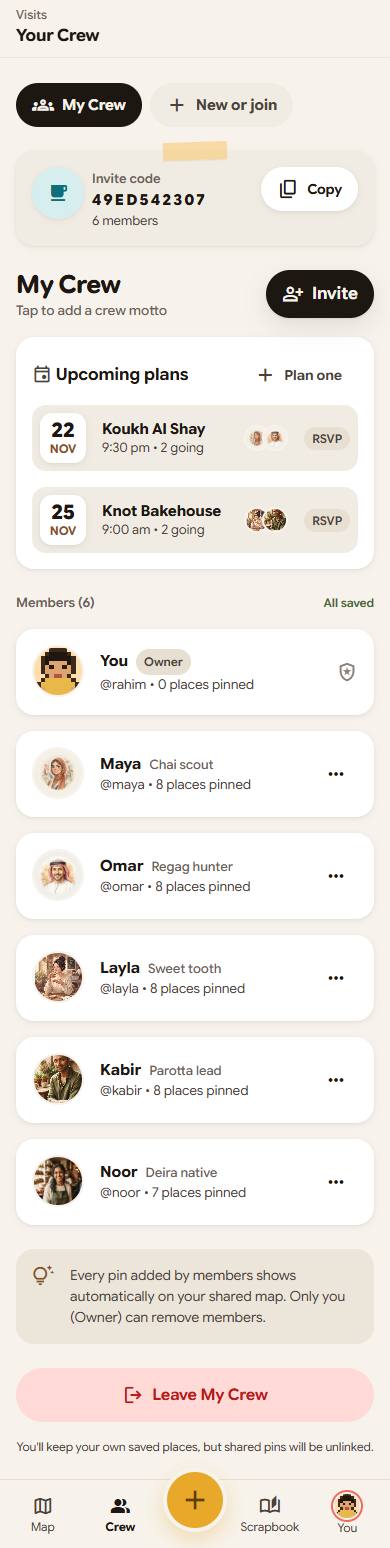 Visits
Your Crew
My Crew
New or join
Invite code
49ED542307
6 members
Copy
My Crew
Tap to add a crew motto
Invite
Upcoming plans
Plan one
22
NOV
Koukh Al Shay
9:30 pm • 2 going
RSVP
25
NOV
Knot Bakehouse
9:00 am • 2 going
RSVP
Members (6)
All saved
You Owner
@rahim • 0 places pinned
Maya Chai scout
@maya • 8 places pinned
Omar Regag hunter
@omar • 8 places pinned
Layla Sweet tooth
@layla • 8 places pinned
Kabir Parotta lead
@kabir • 8 places pinned
Noor Deira native
@noor • 7 places pinned
Every pin added by members shows
automatically on your shared map. Only you
(Owner) can remove members.
Leave My Crew
You'll keep your own saved places, but shared pins will be unlinked.
Map
Crew
Scrapbook
You